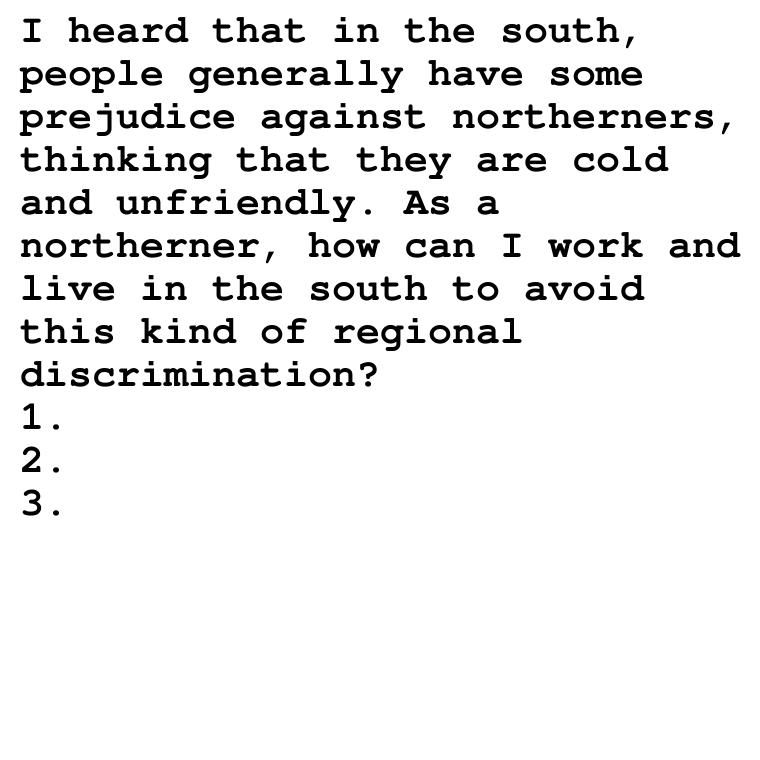 I heard that in the south,
people generally have some
prejudice against northerners,
thinking that they are cold
and unfriendly. As a
northerner, how can I work and
live in the south to avoid
this kind of regional
discrimination?
1.
2.
3.